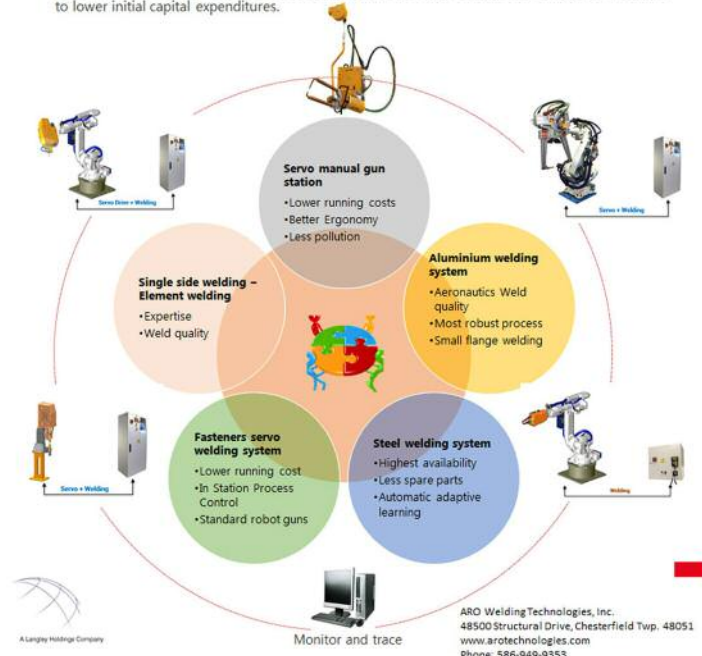 to lower initial capital expenditures.
Servo manual gun
station
•Lower running costs
•Better Ergonomy
•Less pollution
Servo Drive + Welding
Servo + Welding
Single side welding –
Element welding
•Expertise
•Weld quality
Aluminium welding
system
•Aeronautics Weld
quality
•Most robust process
•Small flange welding
Fasteners servo
welding system
•Lower running cost
•In Station Process
Control
•Standard robot guns
Steel welding system
•Highest availability
•Less spare parts
•Automatic adaptive
learning
Servo + Welding
Welding
Monitor and trace
A Langley Holdings Company
ARO Welding Technologies, Inc.
48500 Structural Drive, Chesterfield Twp. 48051
www.arotechnologies.com
Phone: 586-949-9353